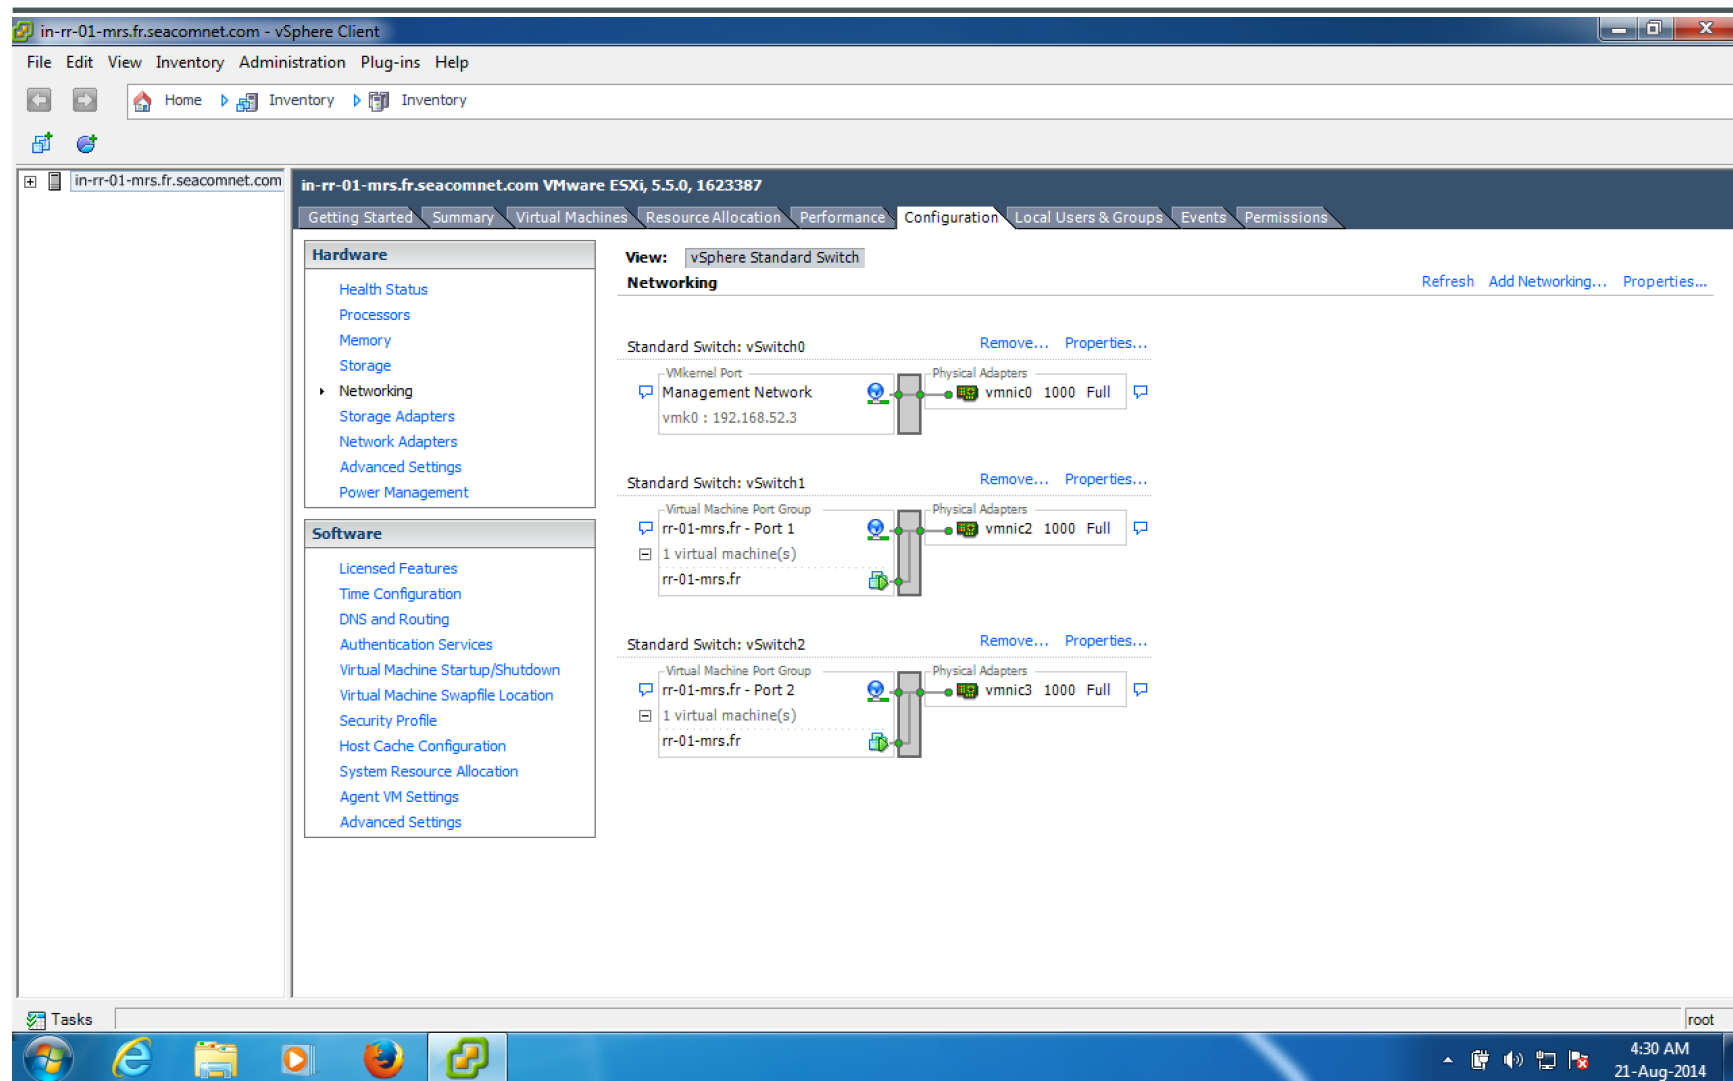 in-rr-01-mrs.fr.seacomnet.com - vSphere Client
File Edit View Inventory Administration Plug-ins Help
Home Inventory Inventory
in-rr-01-mrs.fr.seacomnet.com
in-rr-01-mrs.fr.seacomnet.com VMware ESXi, 5.5.0, 1623387
Getting Started Summary Virtual Machines Resource Allocation Performance Configuration Local Users & Groups Events Permissions
Hardware
Health Status
Processors
Memory
Storage
Networking
Storage Adapters
Network Adapters
Advanced Settings
Power Management
Software
Licensed Features
Time Configuration
DNS and Routing
Authentication Services
Virtual Machine Startup/Shutdown
Virtual Machine Swapfile Location
Security Profile
Host Cache Configuration
System Resource Allocation
Agent VM Settings
Advanced Settings
View: vSphere Standard Switch
Networking
Refresh Add Networking... Properties...
Standard Switch: vSwitch0 Remove... Properties...
VMkernel Port Physical Adapters
Management Network vmnic0 1000 Full
vmk0 : 192.168.52.3
Standard Switch: vSwitch1 Remove... Properties...
Virtual Machine Port Group Physical Adapters
rr-01-mrs.fr - Port 1 vmnic2 1000 Full
1 virtual machine(s)
rr-01-mrs.fr
Standard Switch: vSwitch2 Remove... Properties...
Virtual Machine Port Group Physical Adapters
rr-01-mrs.fr - Port 2 vmnic3 1000 Full
1 virtual machine(s)
rr-01-mrs.fr
Tasks root
4:30 AM
21-Aug-2014